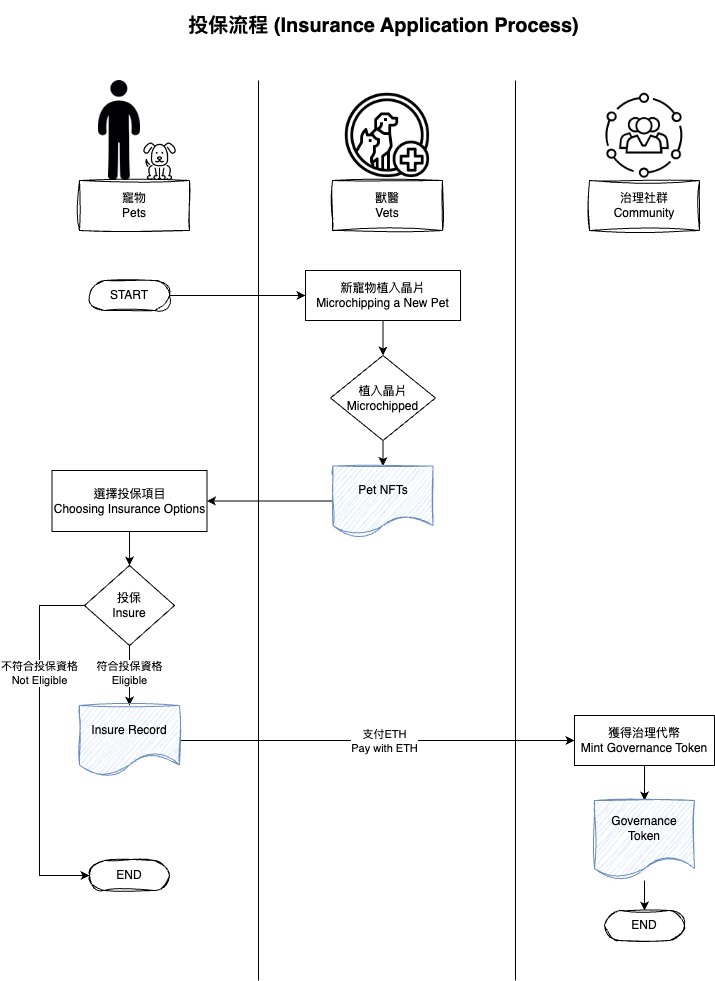 投保流程 (Insurance Application Process)
寵物
Pets
獸醫
Vets
治理社群
Community
START
新寵物植入晶片
Microchipping a New Pet
植入晶片
Microchipped
Pet NFTs
選擇投保項目
Choosing Insurance Options
投保
Insure
不符合投保資格
Not Eligible
符合投保資格
Eligible
Insure Record
支付ETH
Pay with ETH
獲得治理代幣
Mint Governance Token
Governance
Token
END
END